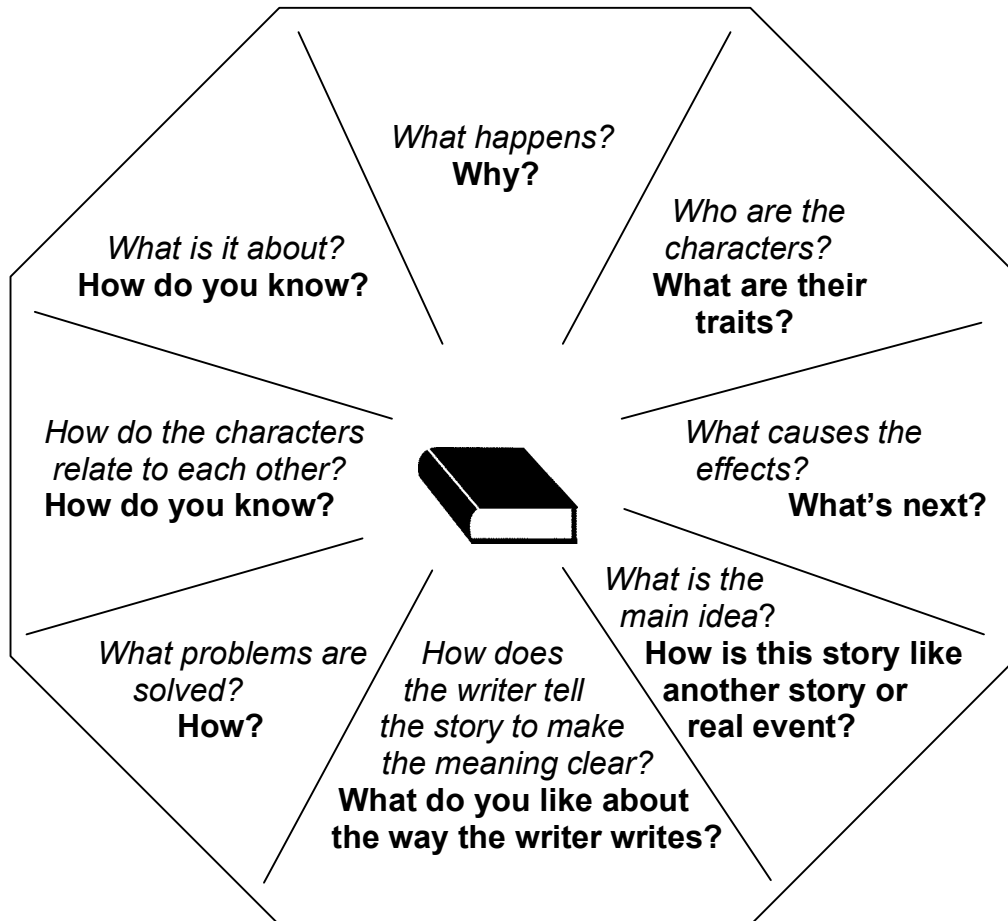 What happens?
Why?
Who are the
characters?
What are their
traits?
What causes the
effects?
What's next?
What is the
main idea?
How is this story like
another story or
real event?
How does
the writer tell
the story to make
the meaning clear?
What do you like about
the way the writer writes?
What problems are
solved?
How?
How do the characters
relate to each other?
How do you know?
What is it about?
How do you know?